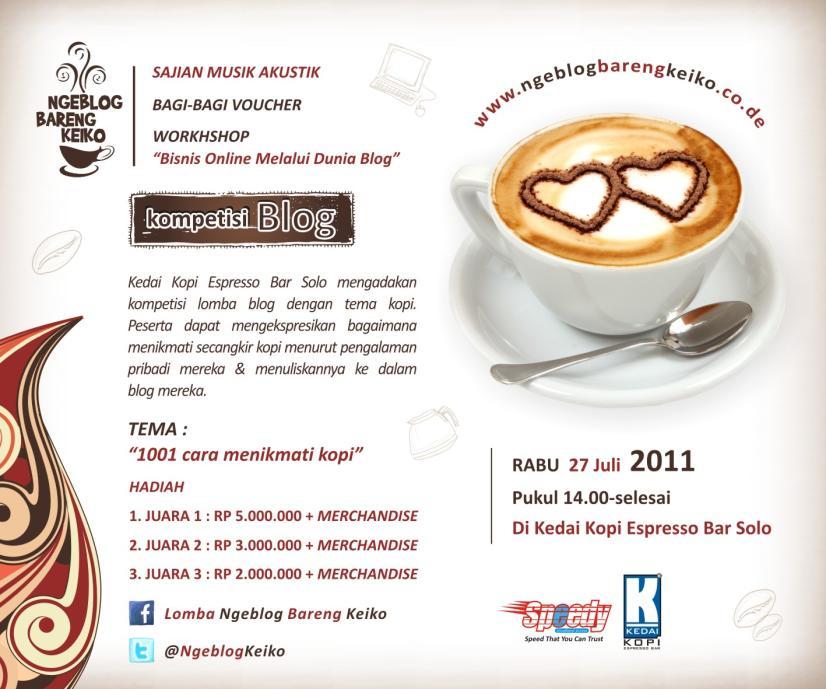 NGEBLOG
BARENG
KEIKO
SAJIAN MUSIK AKUSTIK
BAGI-BAGI VOUCHER
WORKHSHOP
“Bisnis Online Melalui Dunia Blog”
www.ngeblogbarengkeiko.co.de
kompetisi Blog
Kedai Kopi Espresso Bar Solo mengadakan
kompetisi lomba blog dengan tema kopi.
Peserta dapat mengekspresikan bagaimana
menikmati secangkir kopi menurut pengalaman
pribadi mereka & menuliskannya ke dalam
blog mereka.
TEMA :
“1001 cara menikmati kopi”
HADIAH
1. JUARA 1 : RP 5.000.000 + MERCHANDISE
2. JUARA 2 : RP 3.000.000 + MERCHANDISE
3. JUARA 3 : RP 2.000.000 + MERCHANDISE
f Lomba Ngeblog Bareng Keiko
t @NgeblogKeiko
RABU 27 Juli 2011
Pukul 14.00-selesai
Di Kedai Kopi Espresso Bar Solo
Speedy
Speed That You Can Trust
K
KEDAI
KOPI
ESPRESSO BAR